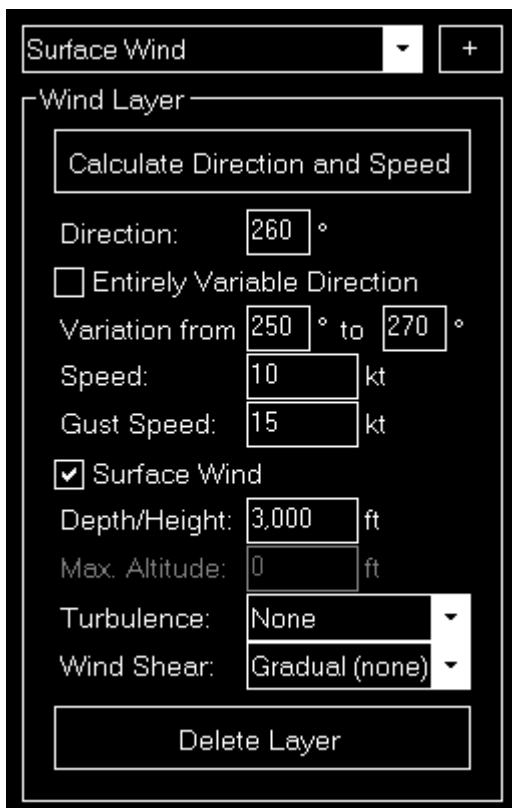 Surface Wind +
Wind Layer
Calculate Direction and Speed
Direction: 260 °
Entirely Variable Direction
Variation from 250 ° to 270 °
Speed: 10 kt
Gust Speed: 15 kt
Surface Wind
Depth/Height: 3,000 ft
Max. Altitude: 0 ft
Turbulence: None
Wind Shear: Gradual (none)
Delete Layer